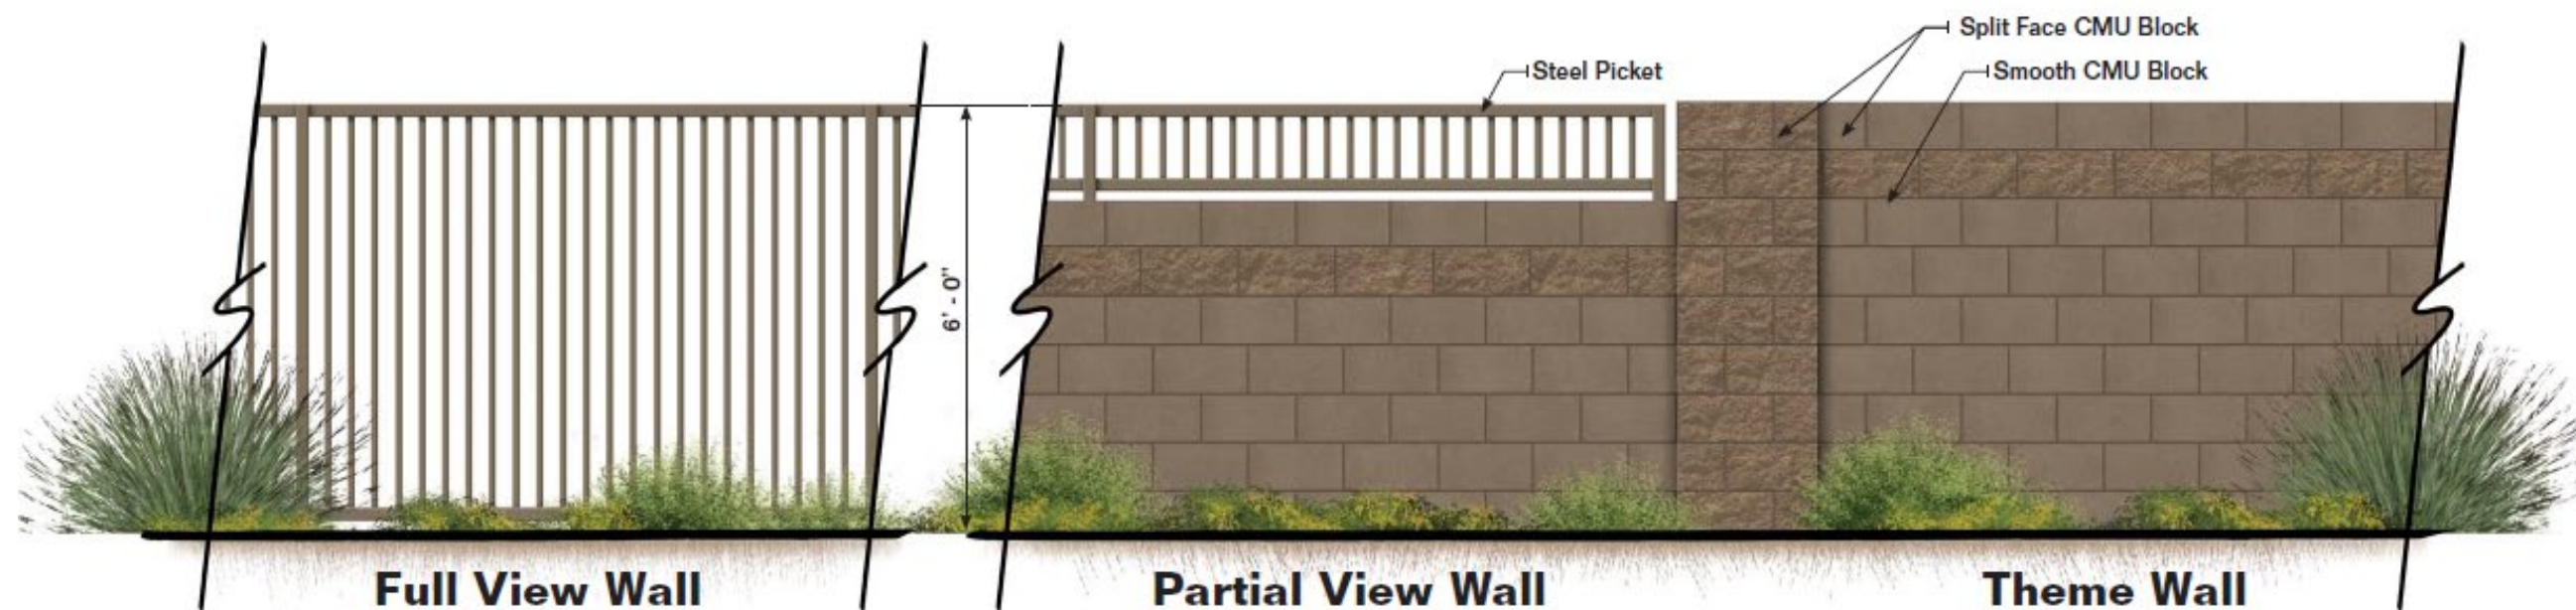 Split Face CMU Block
Steel Picket
Smooth CMU Block
6' - 0"
Full View Wall
Partial View Wall
Theme Wall